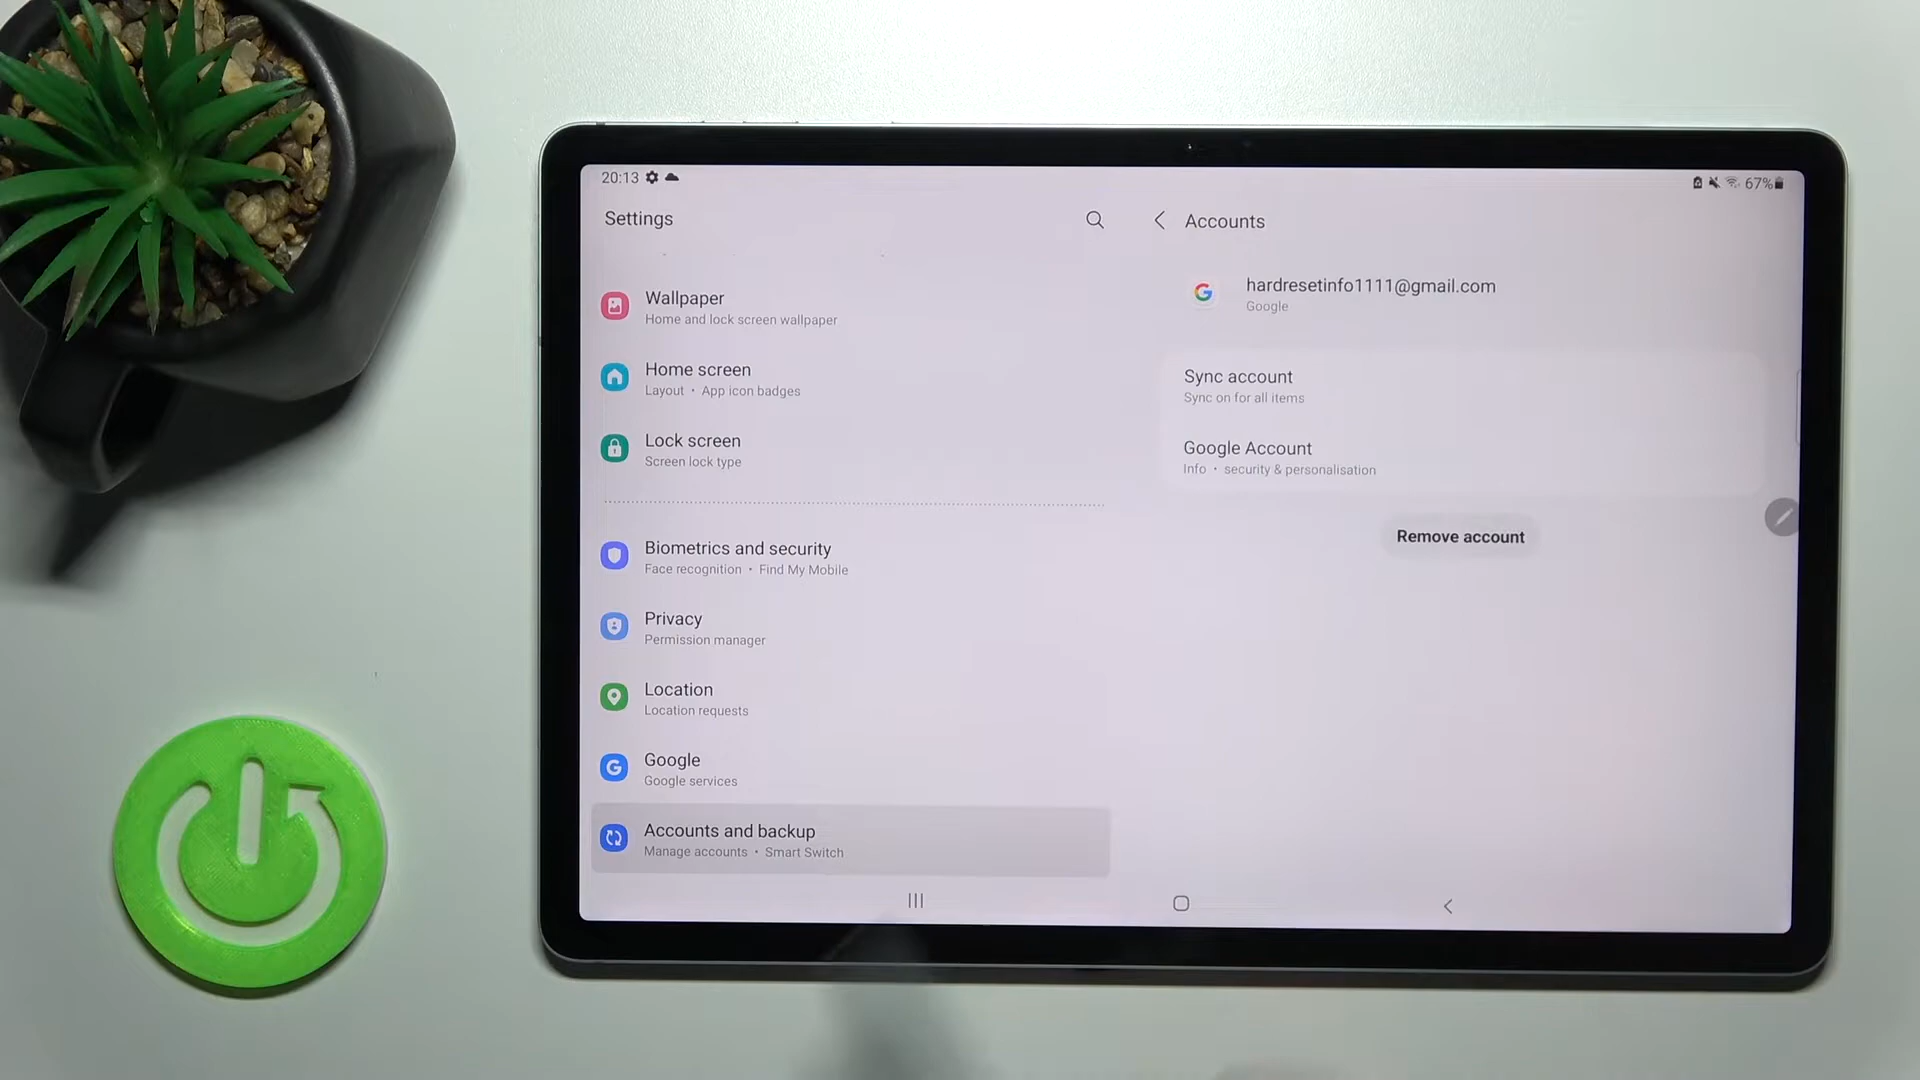 20:13
67%
Settings
Accounts
Wallpaper
Home and lock screen wallpaper
Home screen
Layout • App icon badges
Lock screen
Screen lock type
Biometrics and security
Face recognition • Find My Mobile
Privacy
Permission manager
Location
Location requests
Google
Google services
Accounts and backup
Manage accounts • Smart Switch
hardresetinfo1111@gmail.com
Google
Sync account
Sync on for all items
Google Account
Info • security & personalisation
Remove account